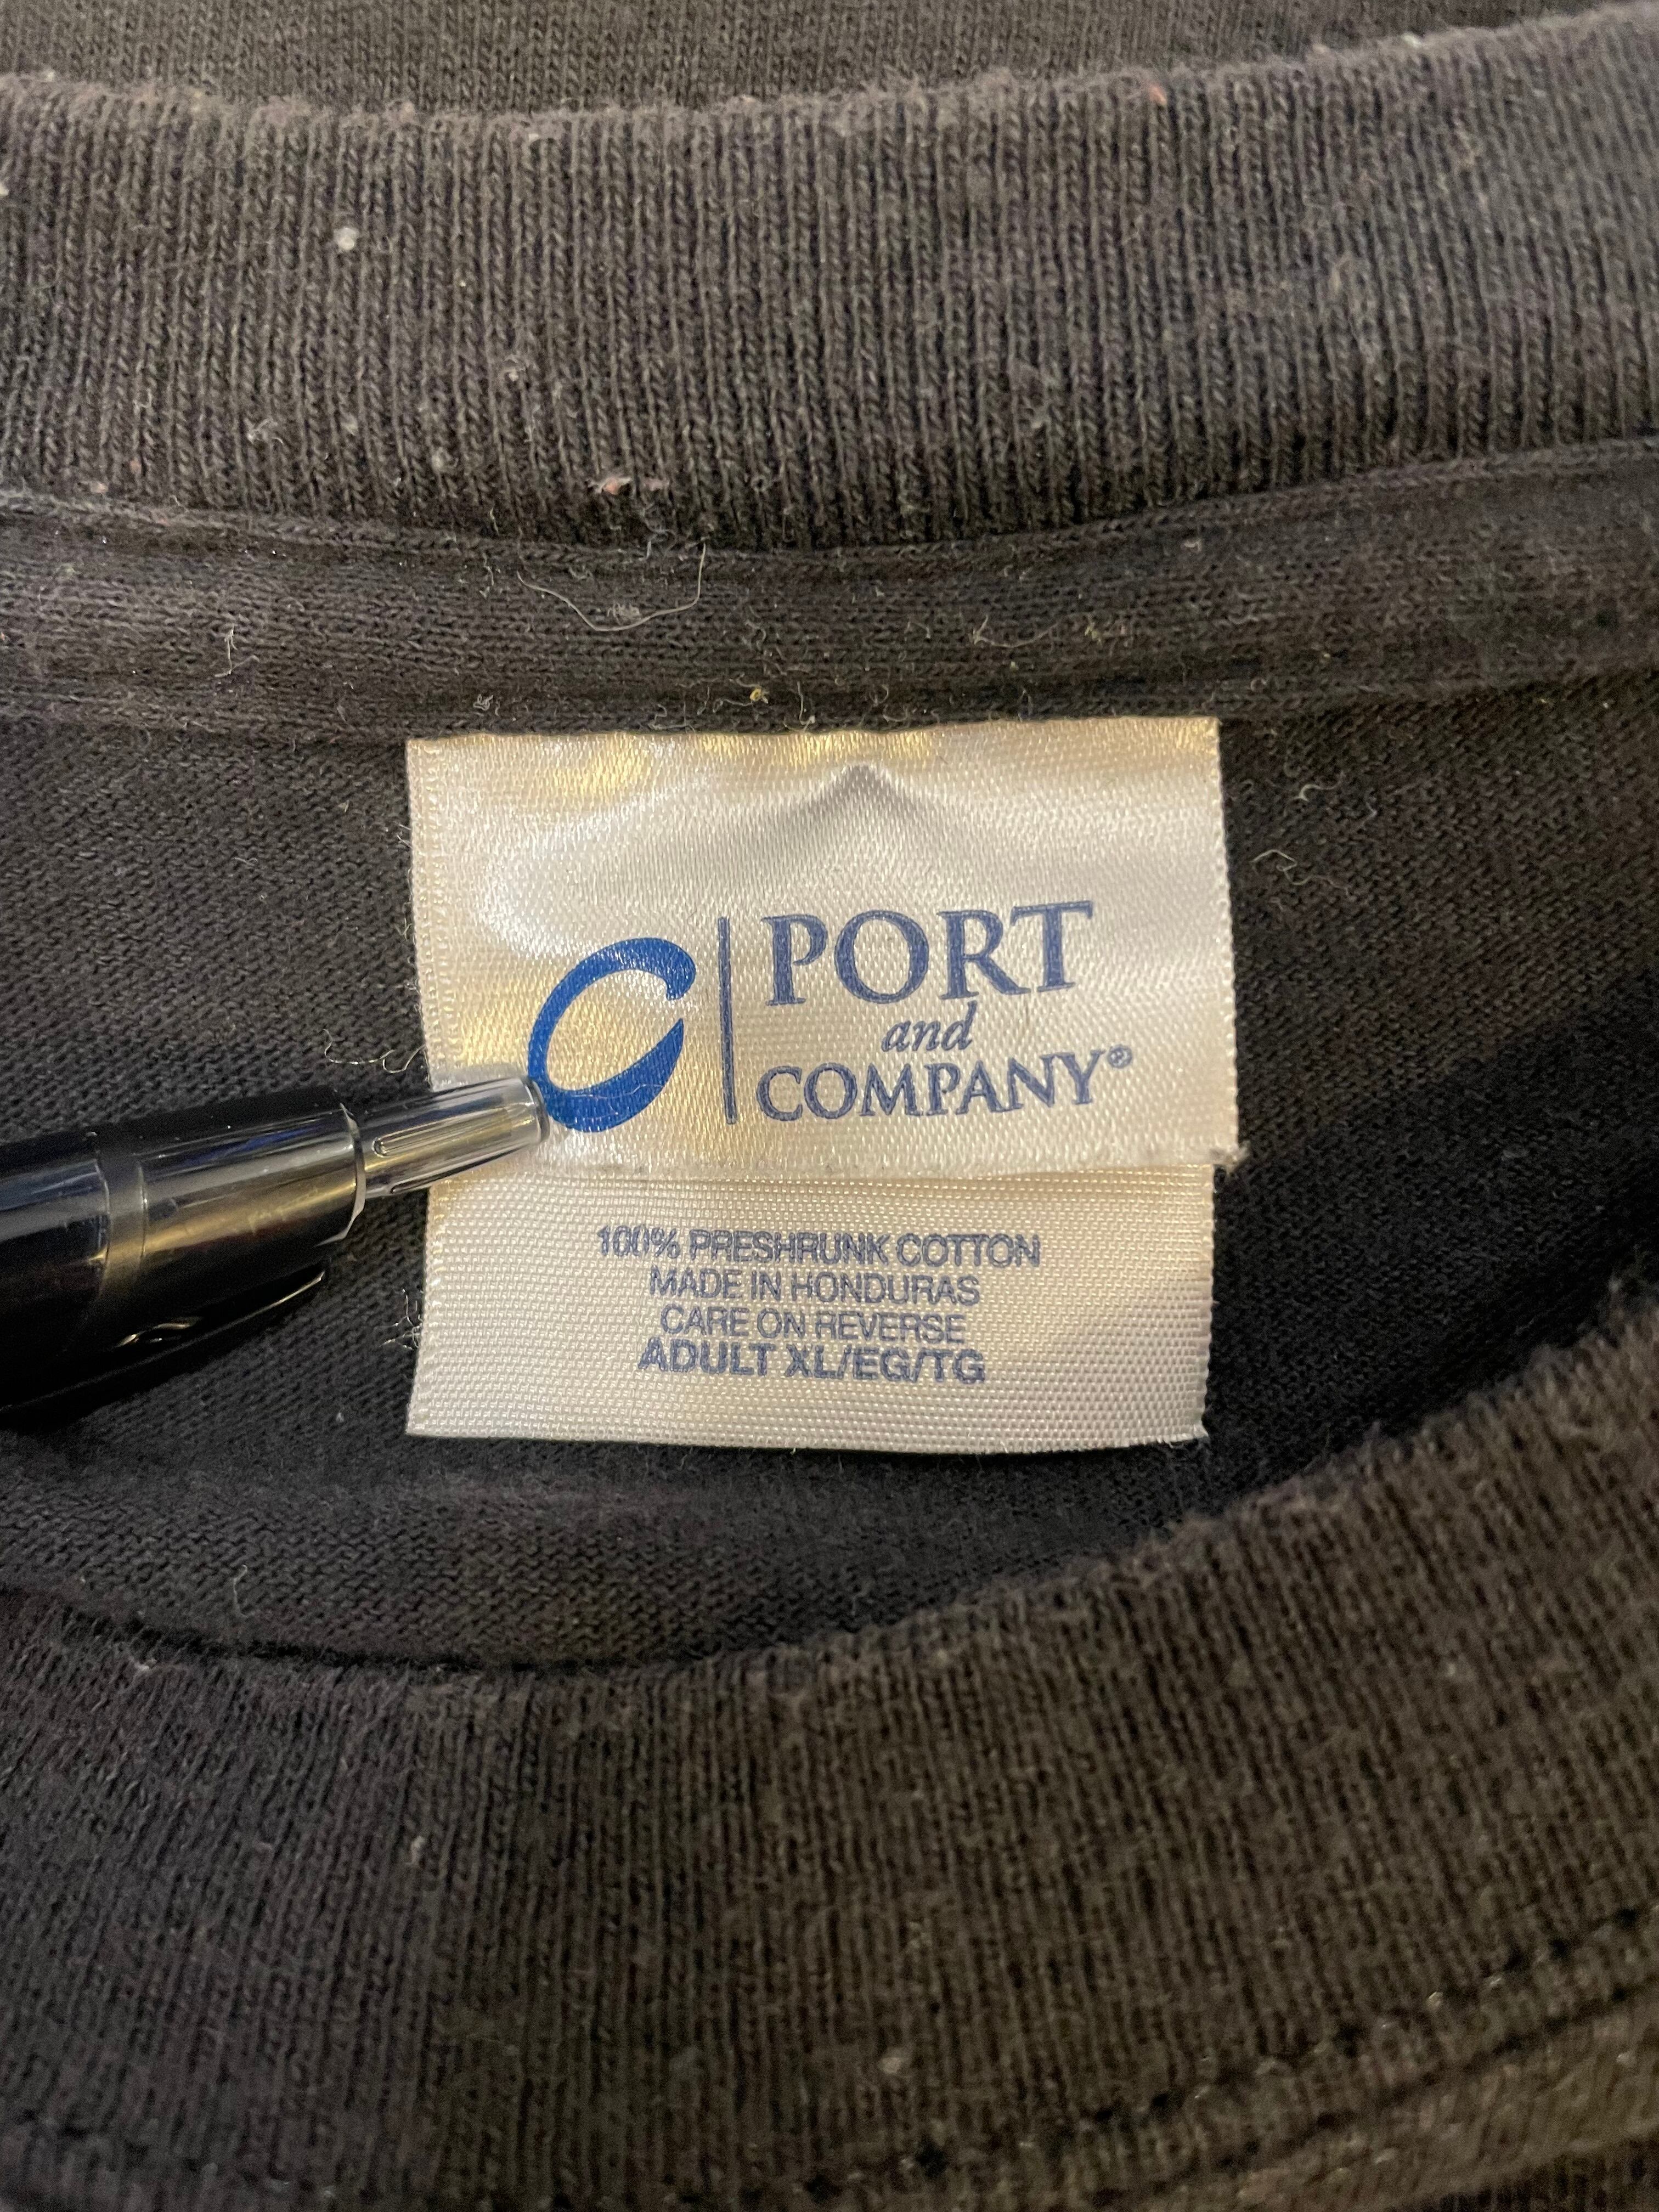 PORT
and
COMPANY®
100% PRESHRUNK COTTON
MADE IN HONDURAS
CARE ON REVERSE
ADULT XL/EG/TG